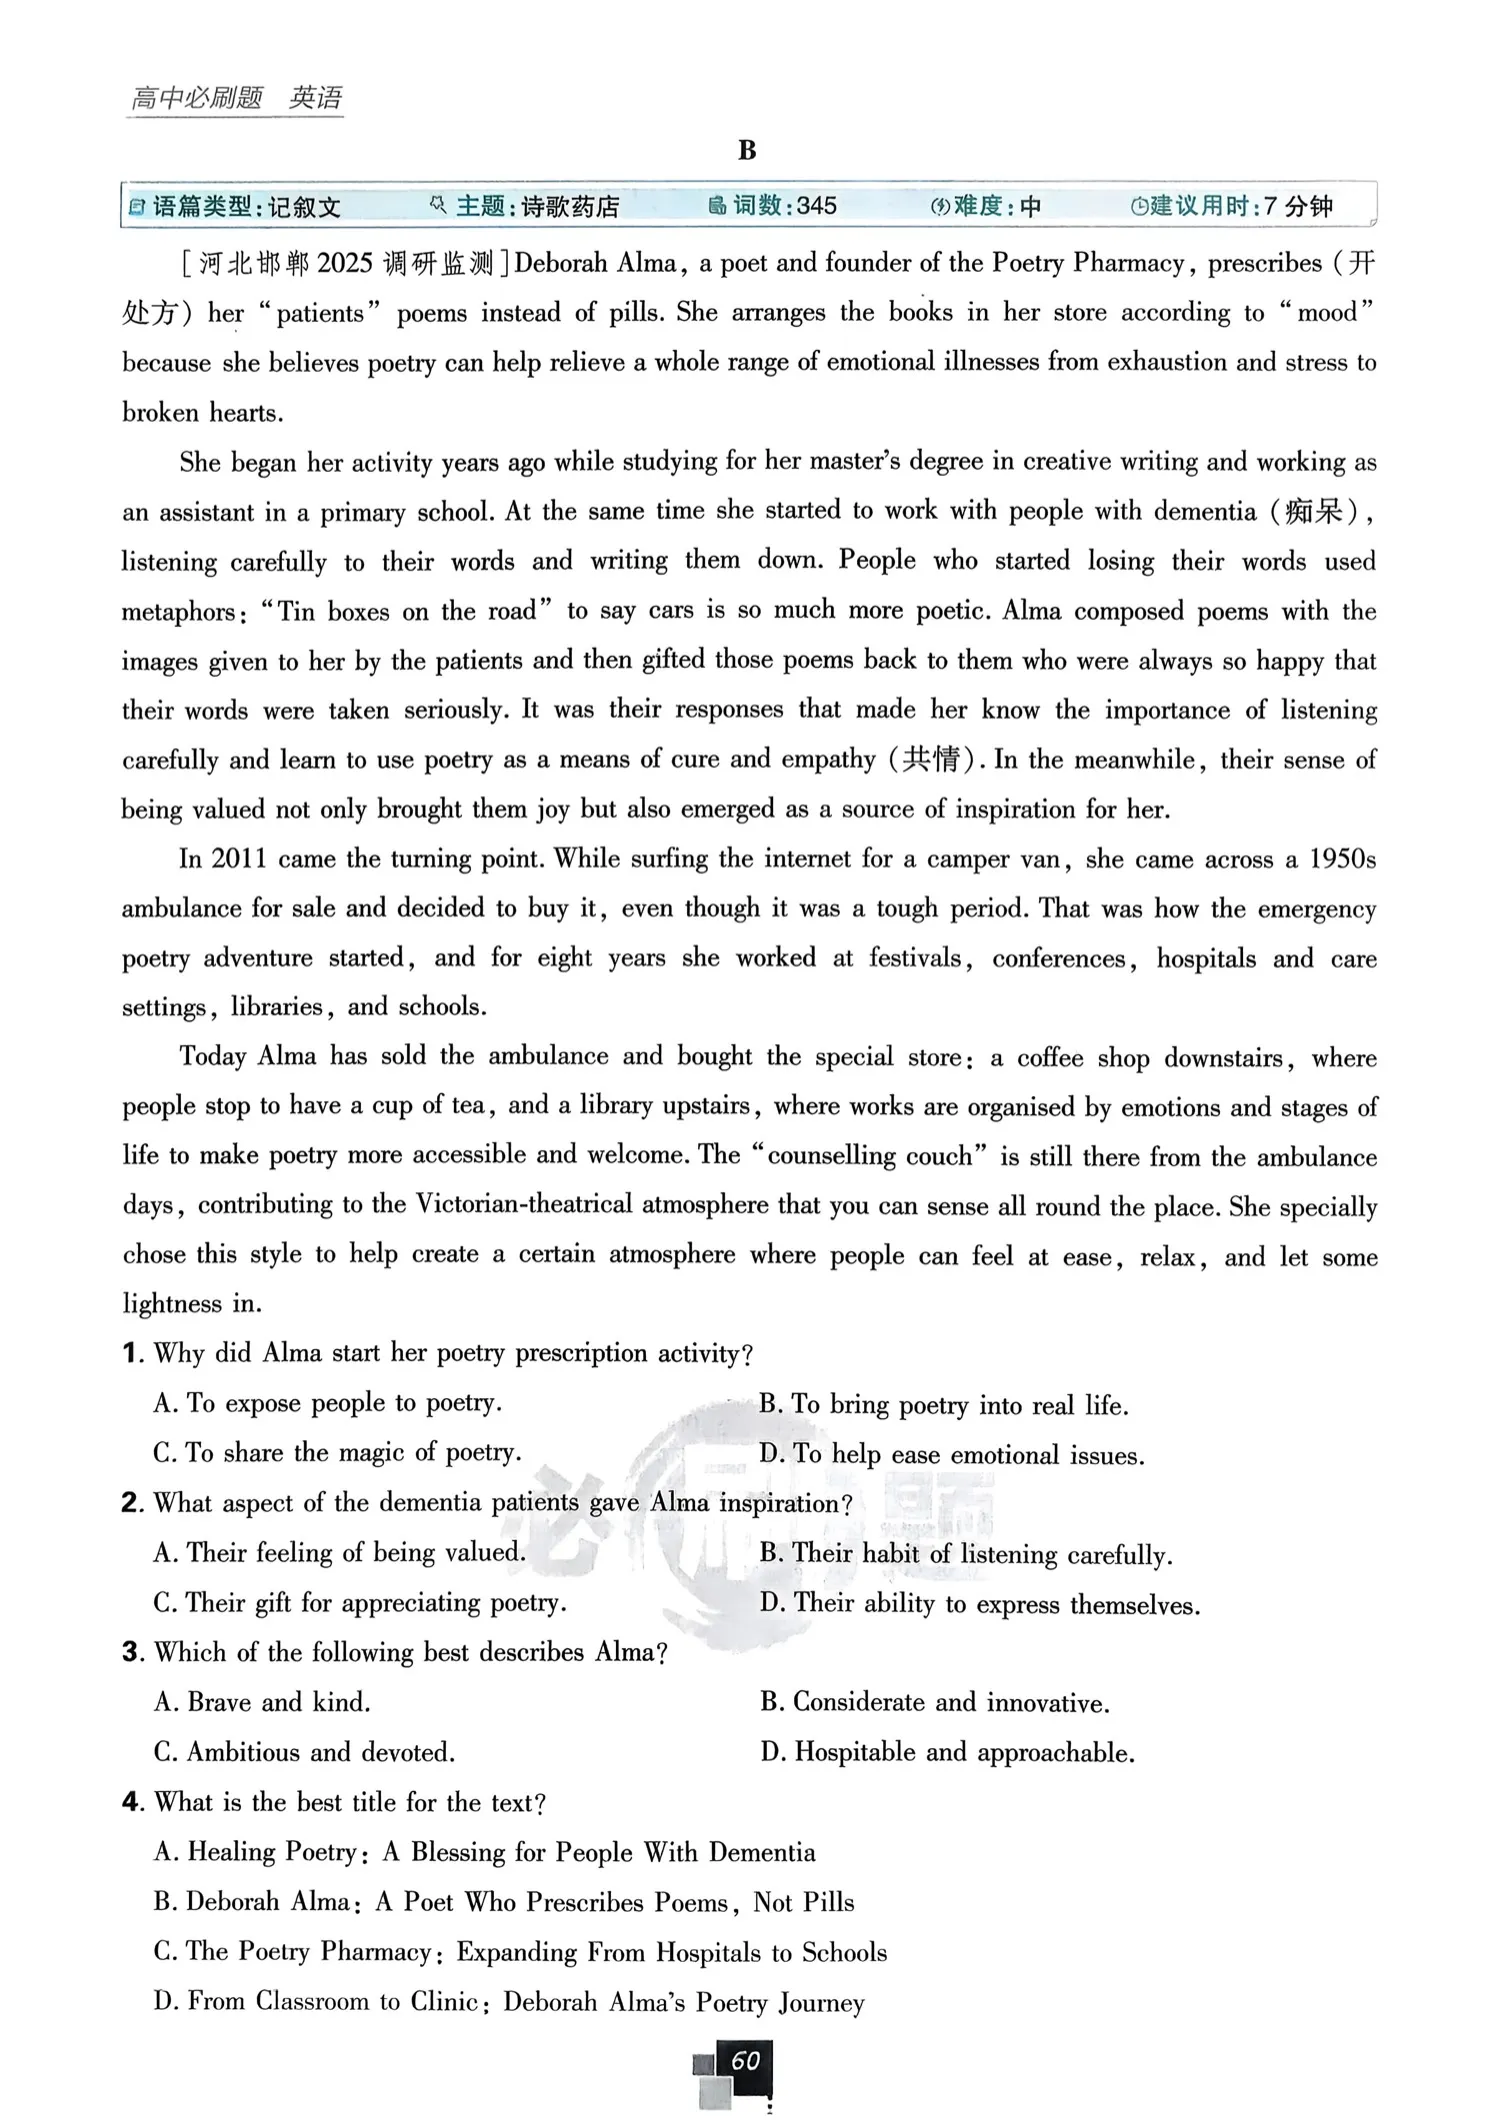 高中必刷题 英语
B
语篇类型:记叙文 主题:诗歌药店 词数:345 难度:中 建议用时:7 分钟
[河北邯郸 2025 调研监测]Deborah Alma, a poet and founder of the Poetry Pharmacy, prescribes (开
处方) her “patients” poems instead of pills. She arranges the books in her store according to “mood”
because she believes poetry can help relieve a whole range of emotional illnesses from exhaustion and stress to
broken hearts.
She began her activity years ago while studying for her master’s degree in creative writing and working as
an assistant in a primary school. At the same time she started to work with people with dementia (痴呆),
listening carefully to their words and writing them down. People who started losing their words used
metaphors: “Tin boxes on the road” to say cars is so much more poetic. Alma composed poems with the
images given to her by the patients and then gifted those poems back to them who were always so happy that
their words were taken seriously. It was their responses that made her know the importance of listening
carefully and learn to use poetry as a means of cure and empathy (共情). In the meanwhile, their sense of
being valued not only brought them joy but also emerged as a source of inspiration for her.
In 2011 came the turning point. While surfing the internet for a camper van, she came across a 1950s
ambulance for sale and decided to buy it, even though it was a tough period. That was how the emergency
poetry adventure started, and for eight years she worked at festivals, conferences, hospitals and care
settings, libraries, and schools.
Today Alma has sold the ambulance and bought the special store: a coffee shop downstairs, where
people stop to have a cup of tea, and a library upstairs, where works are organised by emotions and stages of
life to make poetry more accessible and welcome. The “counselling couch” is still there from the ambulance
days, contributing to the Victorian-theatrical atmosphere that you can sense all round the place. She specially
chose this style to help create a certain atmosphere where people can feel at ease, relax, and let some
lightness in.
1. Why did Alma start her poetry prescription activity?
A. To expose people to poetry. B. To bring poetry into real life.
C. To share the magic of poetry. D. To help ease emotional issues.
2. What aspect of the dementia patients gave Alma inspiration?
A. Their feeling of being valued. B. Their habit of listening carefully.
C. Their gift for appreciating poetry. D. Their ability to express themselves.
3. Which of the following best describes Alma?
A. Brave and kind. B. Considerate and innovative.
C. Ambitious and devoted. D. Hospitable and approachable.
4. What is the best title for the text?
A. Healing Poetry: A Blessing for People With Dementia
B. Deborah Alma: A Poet Who Prescribes Poems, Not Pills
C. The Poetry Pharmacy: Expanding From Hospitals to Schools
D. From Classroom to Clinic: Deborah Alma’s Poetry Journey
必刷题
60